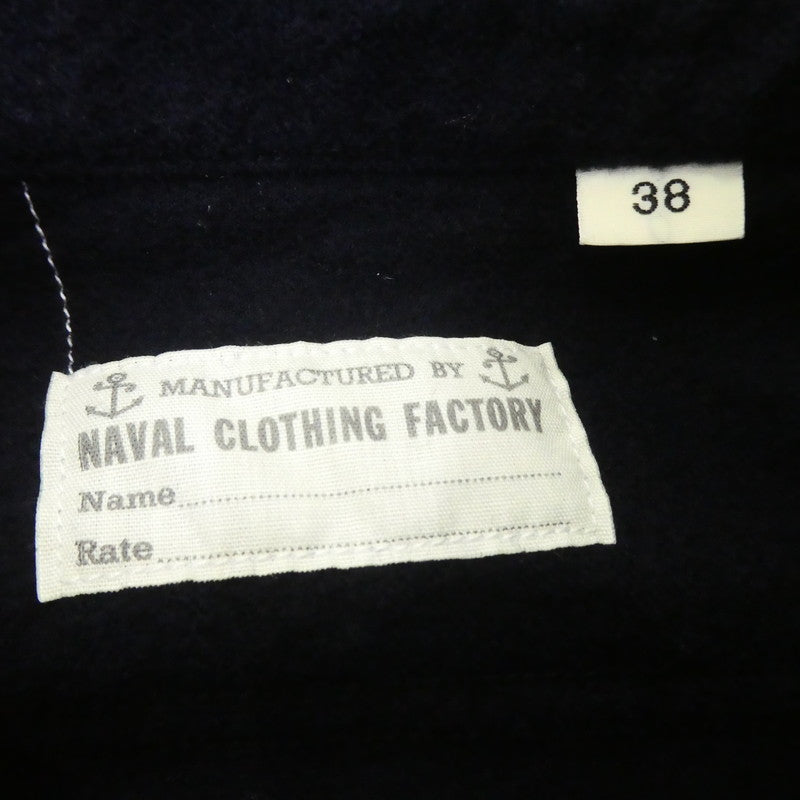 38
MANUFACTURED BY
NAVAL CLOTHING FACTORY
Name
Rate